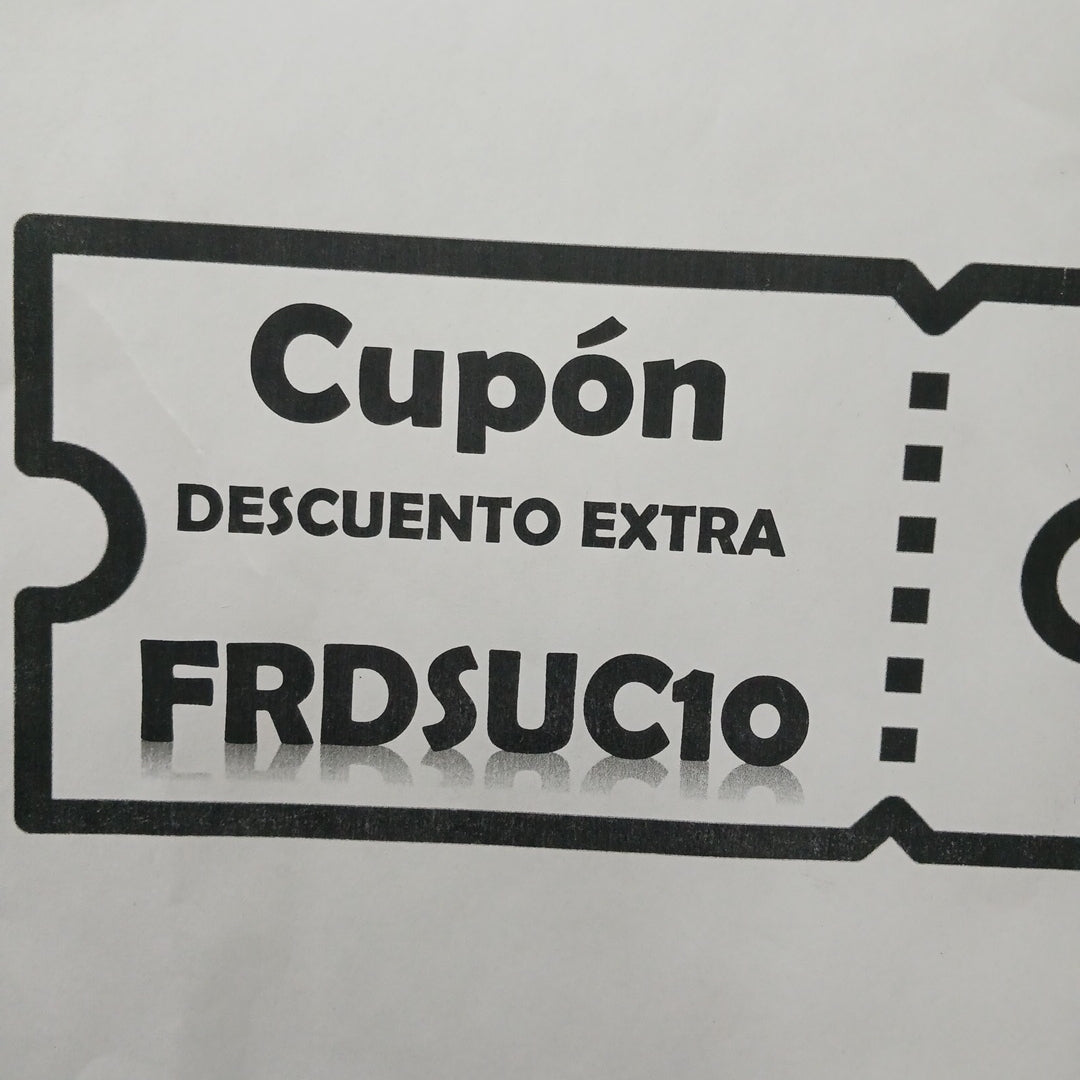 Cupón
DESCUENTO EXTRA
FRDSUC10